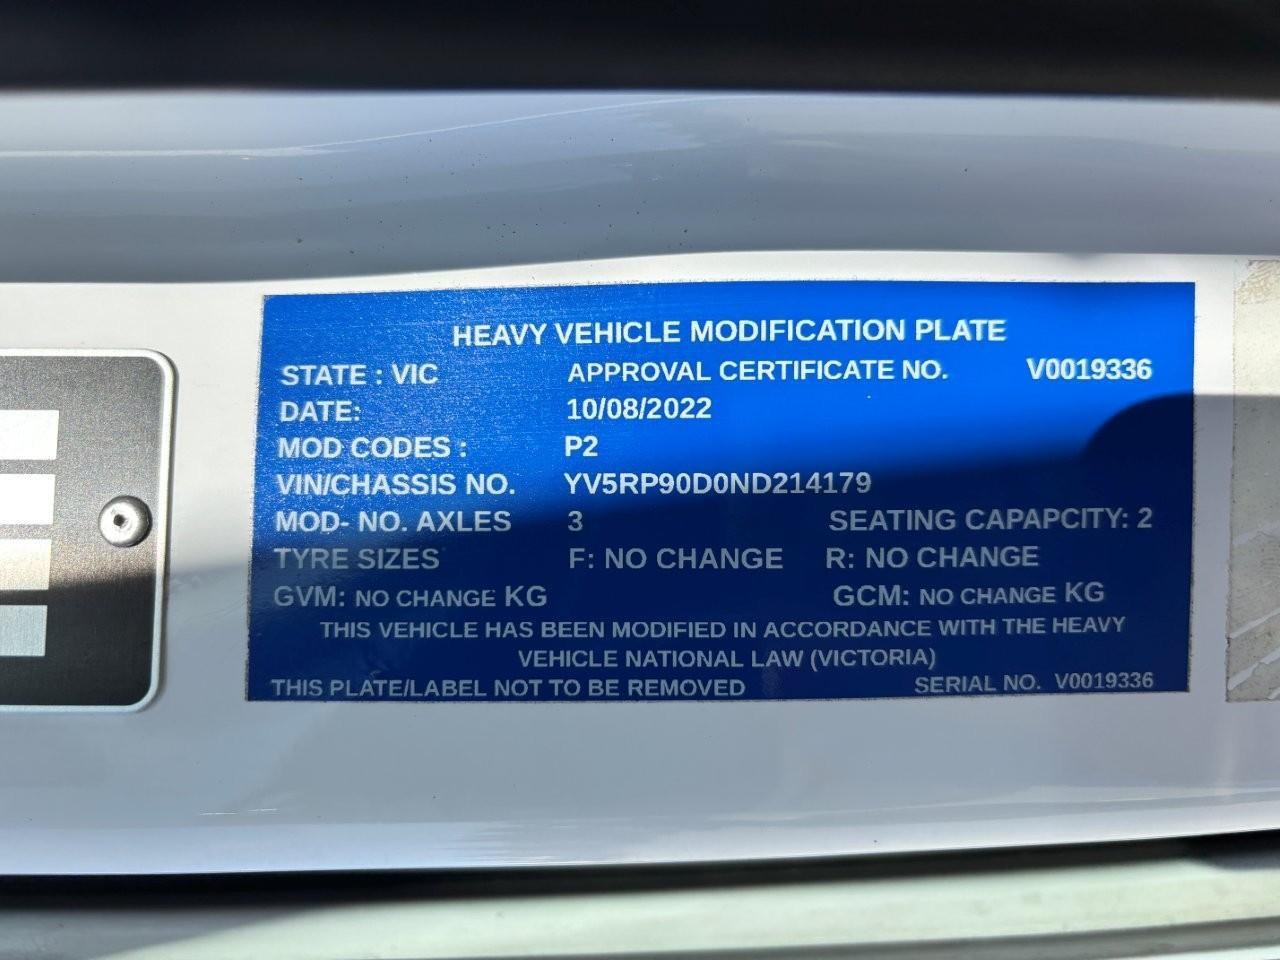 HEAVY VEHICLE MODIFICATION PLATE
STATE : VIC APPROVAL CERTIFICATE NO. V0019336
DATE: 10/08/2022
MOD CODES : P2
VIN/CHASSIS NO. YV5RP90D0ND214179
MOD- NO. AXLES 3 SEATING CAPAPCITY: 2
TYRE SIZES F: NO CHANGE R: NO CHANGE
GVM: NO CHANGE KG GCM: NO CHANGE KG
THIS VEHICLE HAS BEEN MODIFIED IN ACCORDANCE WITH THE HEAVY
VEHICLE NATIONAL LAW (VICTORIA)
THIS PLATE/LABEL NOT TO BE REMOVED SERIAL NO. V0019336